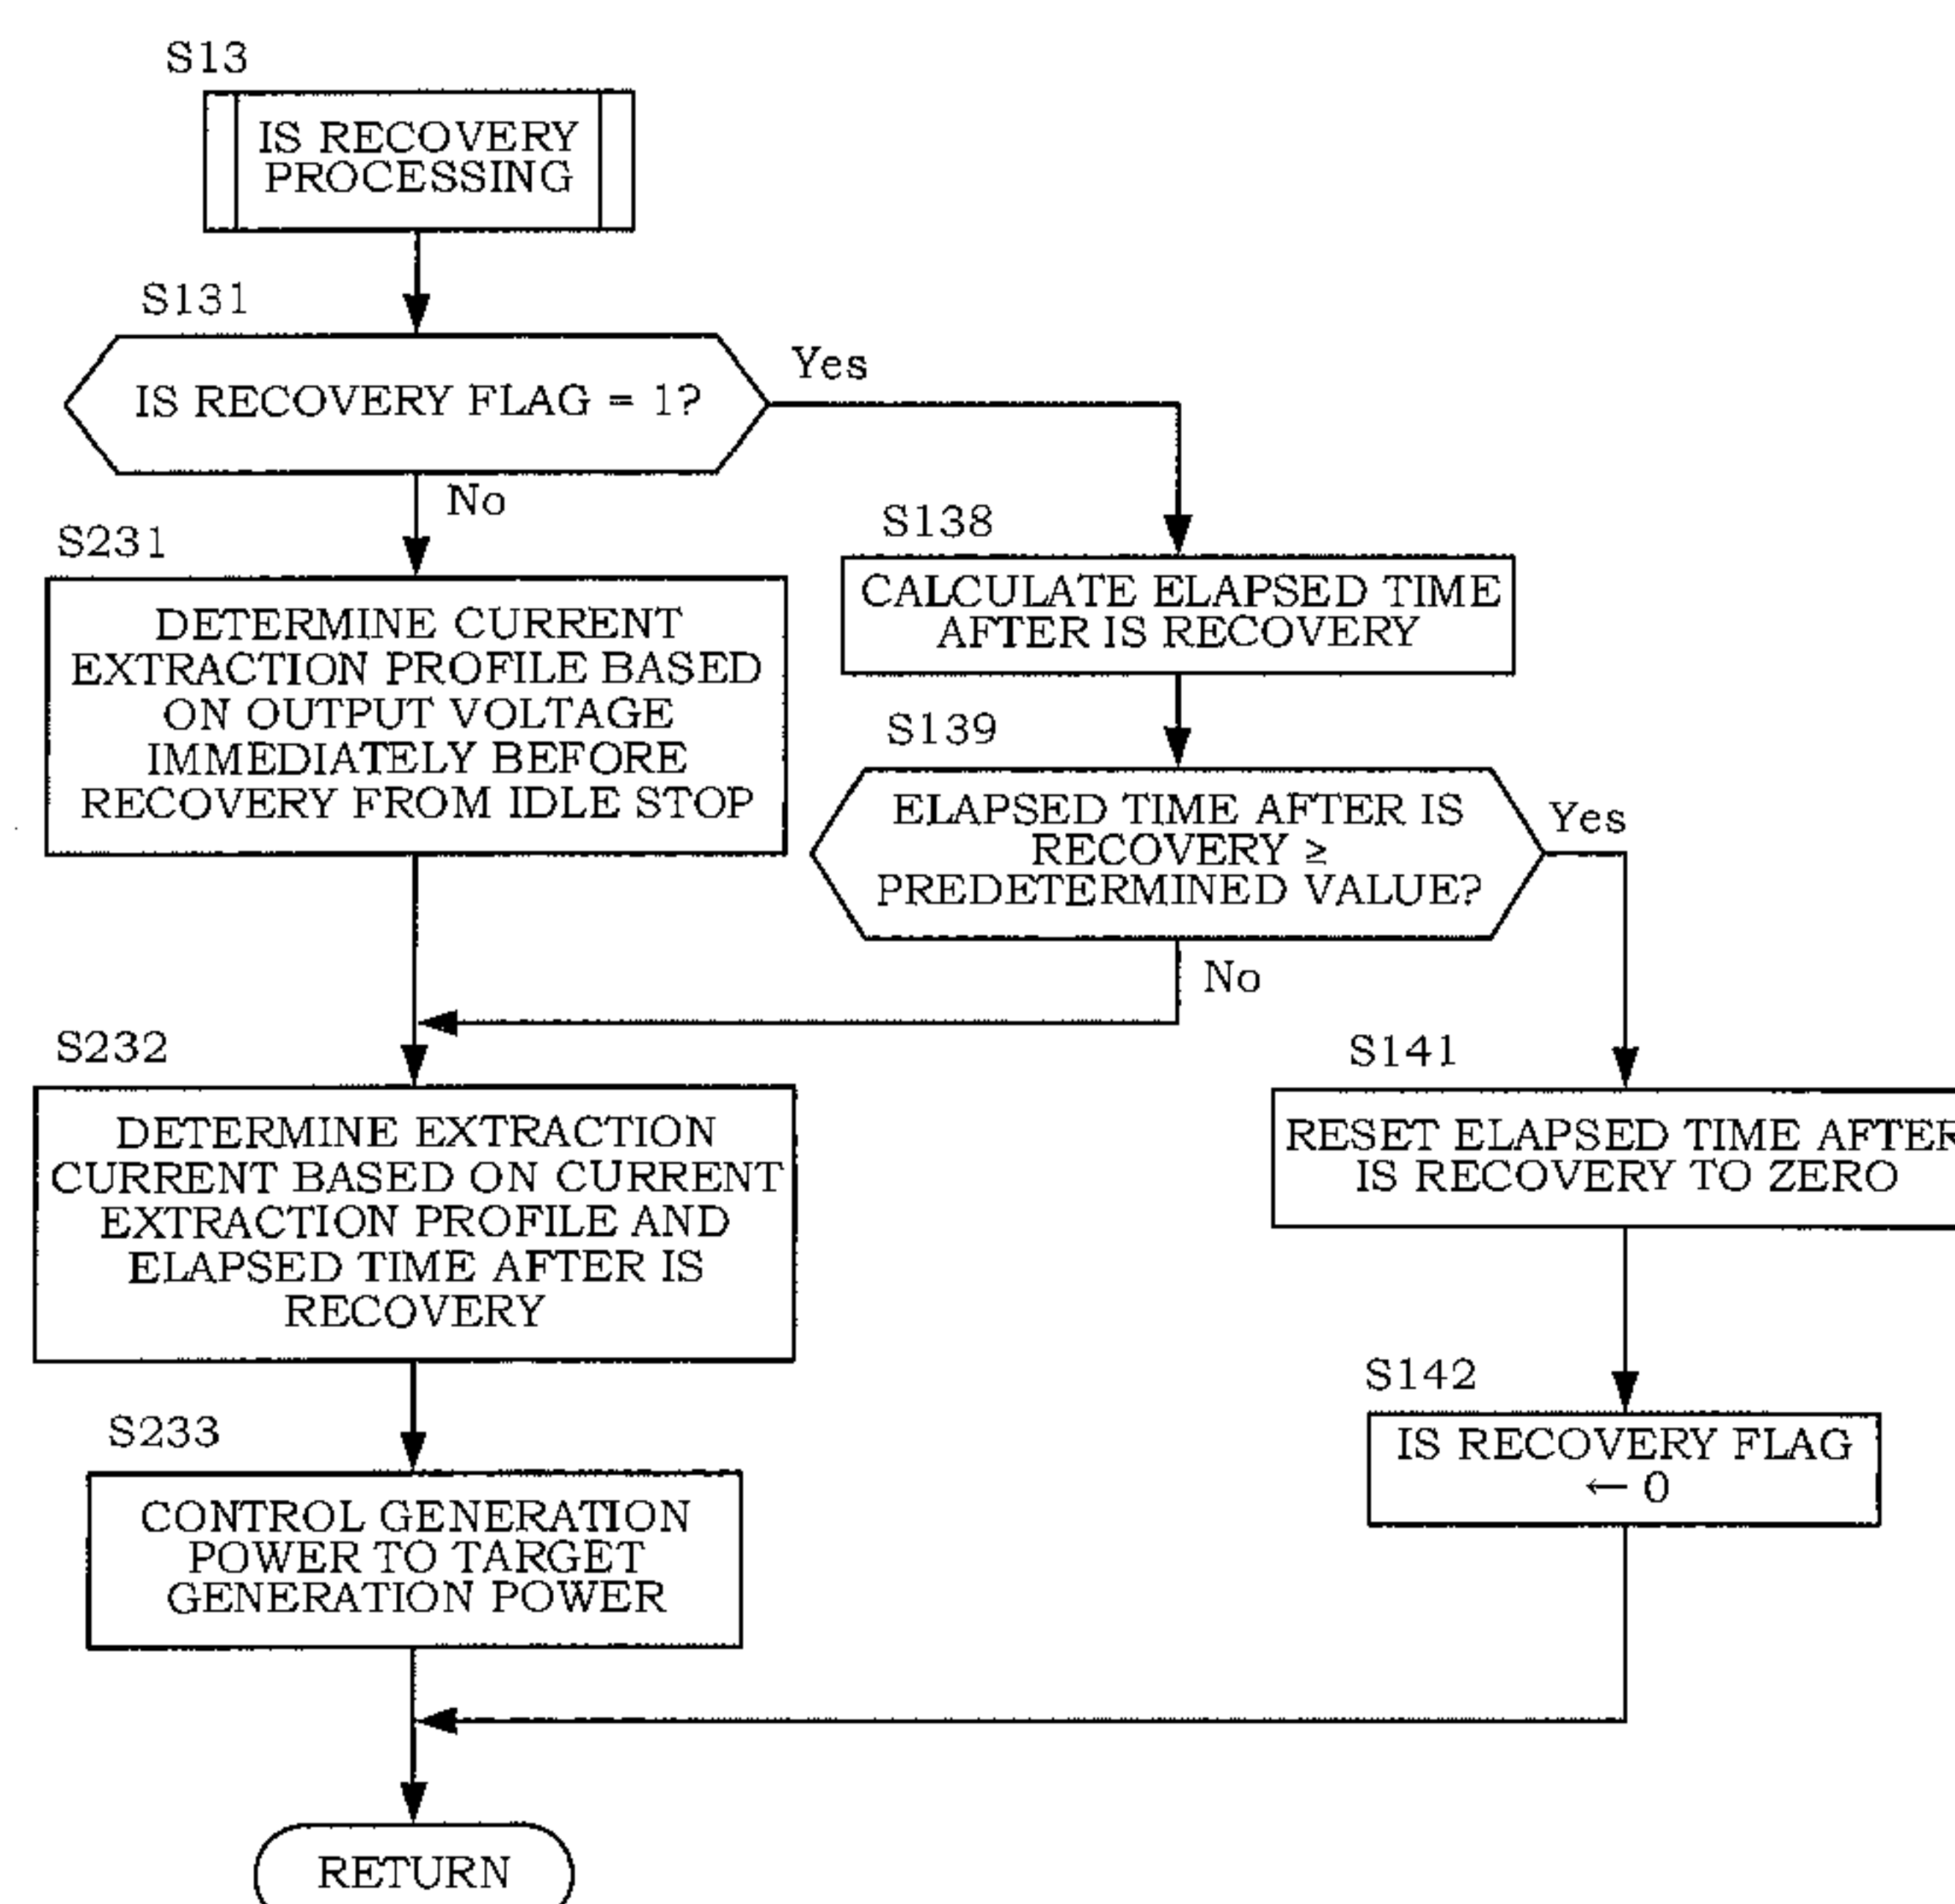 S13
IS RECOVERY
PROCESSING
S131
IS RECOVERY FLAG = 1?
Yes
No
S231
DETERMINE CURRENT
EXTRACTION PROFILE BASED
ON OUTPUT VOLTAGE
IMMEDIATELY BEFORE
RECOVERY FROM IDLE STOP
S138
CALCULATE ELAPSED TIME
AFTER IS RECOVERY
S139
ELAPSED TIME AFTER IS
RECOVERY ≥
PREDETERMINED VALUE?
Yes
No
S232
DETERMINE EXTRACTION
CURRENT BASED ON CURRENT
EXTRACTION PROFILE AND
ELAPSED TIME AFTER IS
RECOVERY
S141
RESET ELAPSED TIME AFTER
IS RECOVERY TO ZERO
S142
IS RECOVERY FLAG
← 0
S233
CONTROL GENERATION
POWER TO TARGET
GENERATION POWER
RETURN